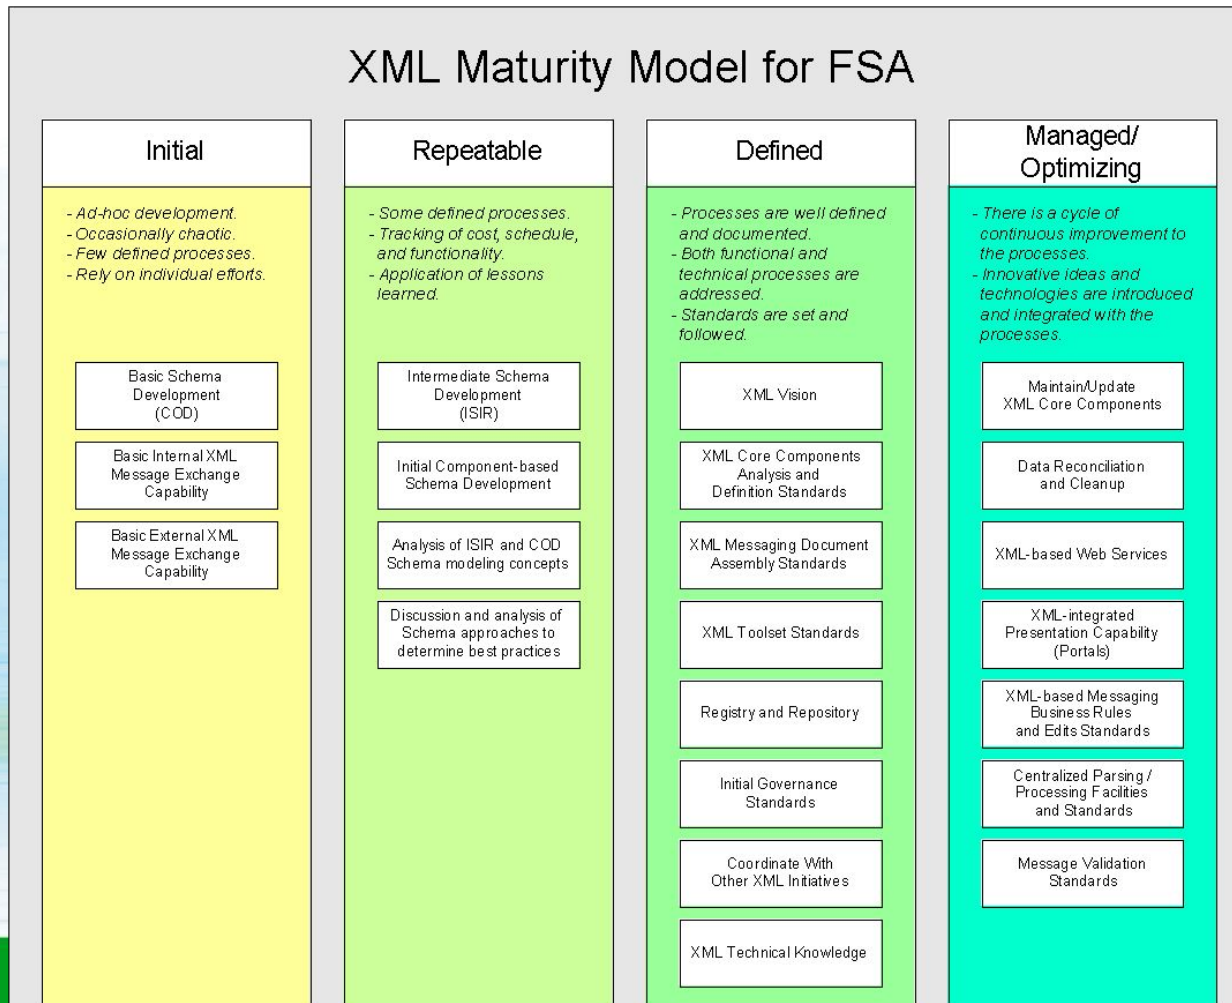 XML Maturity Model for FSA
Initial
- Ad-hoc development.
- Occasionally chaotic.
- Few defined processes.
- Rely on individual efforts.
Basic Schema
Development
(COD)
Basic Internal XML
Message Exchange
Capability
Basic External XML
Message Exchange
Capability
Repeatable
- Some defined processes.
- Tracking of cost, schedule,
and functionality.
- Application of lessons
learned.
Intermediate Schema
Development
(ISIR)
Initial Component-based
Schema Development
Analysis of ISIR and COD
Schema modeling concepts
Discussion and analysis of
Schema approaches to
determine best practices
Defined
- Processes are well defined
and documented.
- Both functional and
technical processes are
addressed.
- Standards are set and
followed.
XML Vision
XML Core Components
Analysis and
Definition Standards
XML Messaging Document
Assembly Standards
XML Toolset Standards
Registry and Repository
Initial Governance
Standards
Coordinate With
Other XML Initiatives
XML Technical Knowledge
Managed/
Optimizing
- There is a cycle of
continuous improvement to
the processes.
- Innovative ideas and
technologies are introduced
and integrated with the
processes.
Maintain/Update
XML Core Components
Data Reconciliation
and Cleanup
XML-based Web Services
XML-integrated
Presentation Capability
(Portals)
XML-based Messaging
Business Rules
and Edits Standards
Centralized Parsing /
Processing Facilities
and Standards
Message Validation
Standards